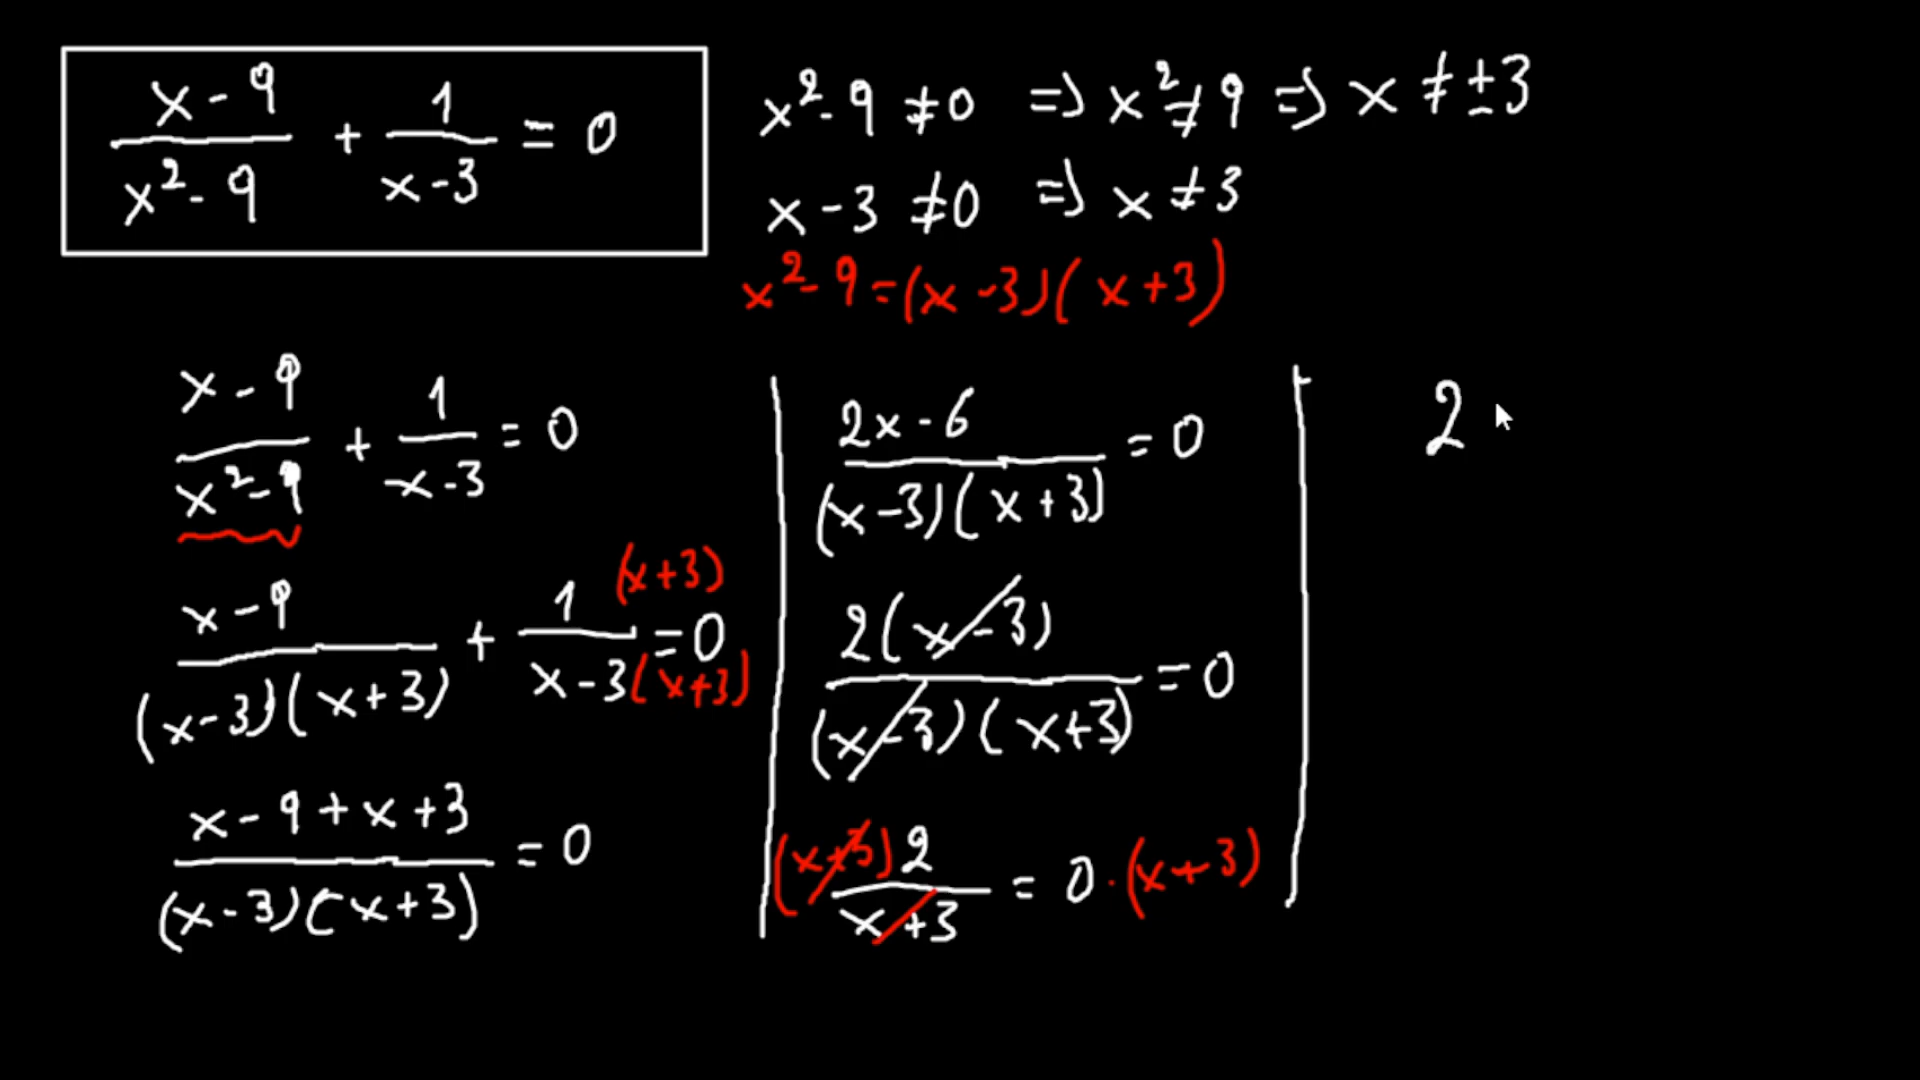 x - 9 / x² - 9 + 1 / x - 3 = 0
x² - 9 ≠ 0 ⇒ x² ≠ 9 ⇒ x ≠ ±3
x - 3 ≠ 0 ⇒ x ≠ 3
x² - 9 = (x - 3)(x + 3)
x - 9 / x² - 9 + 1 / x - 3 = 0
x - 9 / (x - 3)(x + 3) + 1 (x + 3) / x - 3 (x + 3) = 0
x - 9 + x + 3 / (x - 3)(x + 3) = 0
2x - 6 / (x - 3)(x + 3) = 0
2(x - 3) / (x - 3)(x + 3) = 0
(x + 3) 2 / x + 3 = 0 · (x + 3)
2